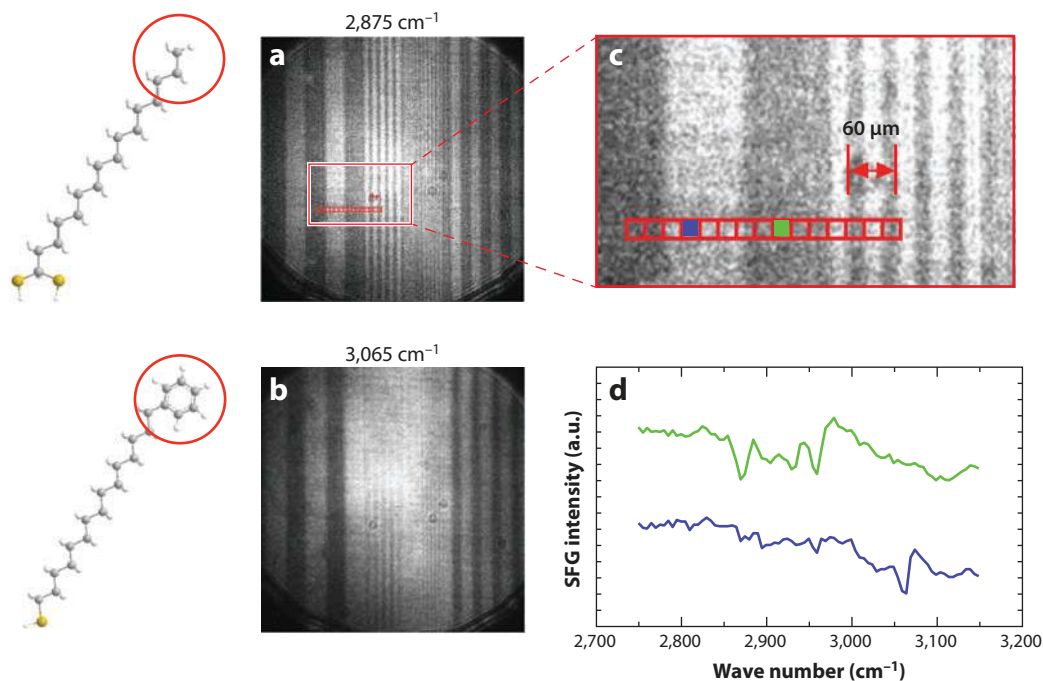 2,875 cm⁻¹
a
c
60 µm
3,065 cm⁻¹
b
d
SFG intensity (a.u.)
2,700 2,800 2,900 3,000 3,100 3,200
Wave number (cm⁻¹)